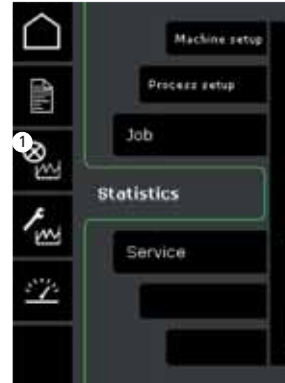 Machine setup
Process setup
Job
1
Statistics
Service